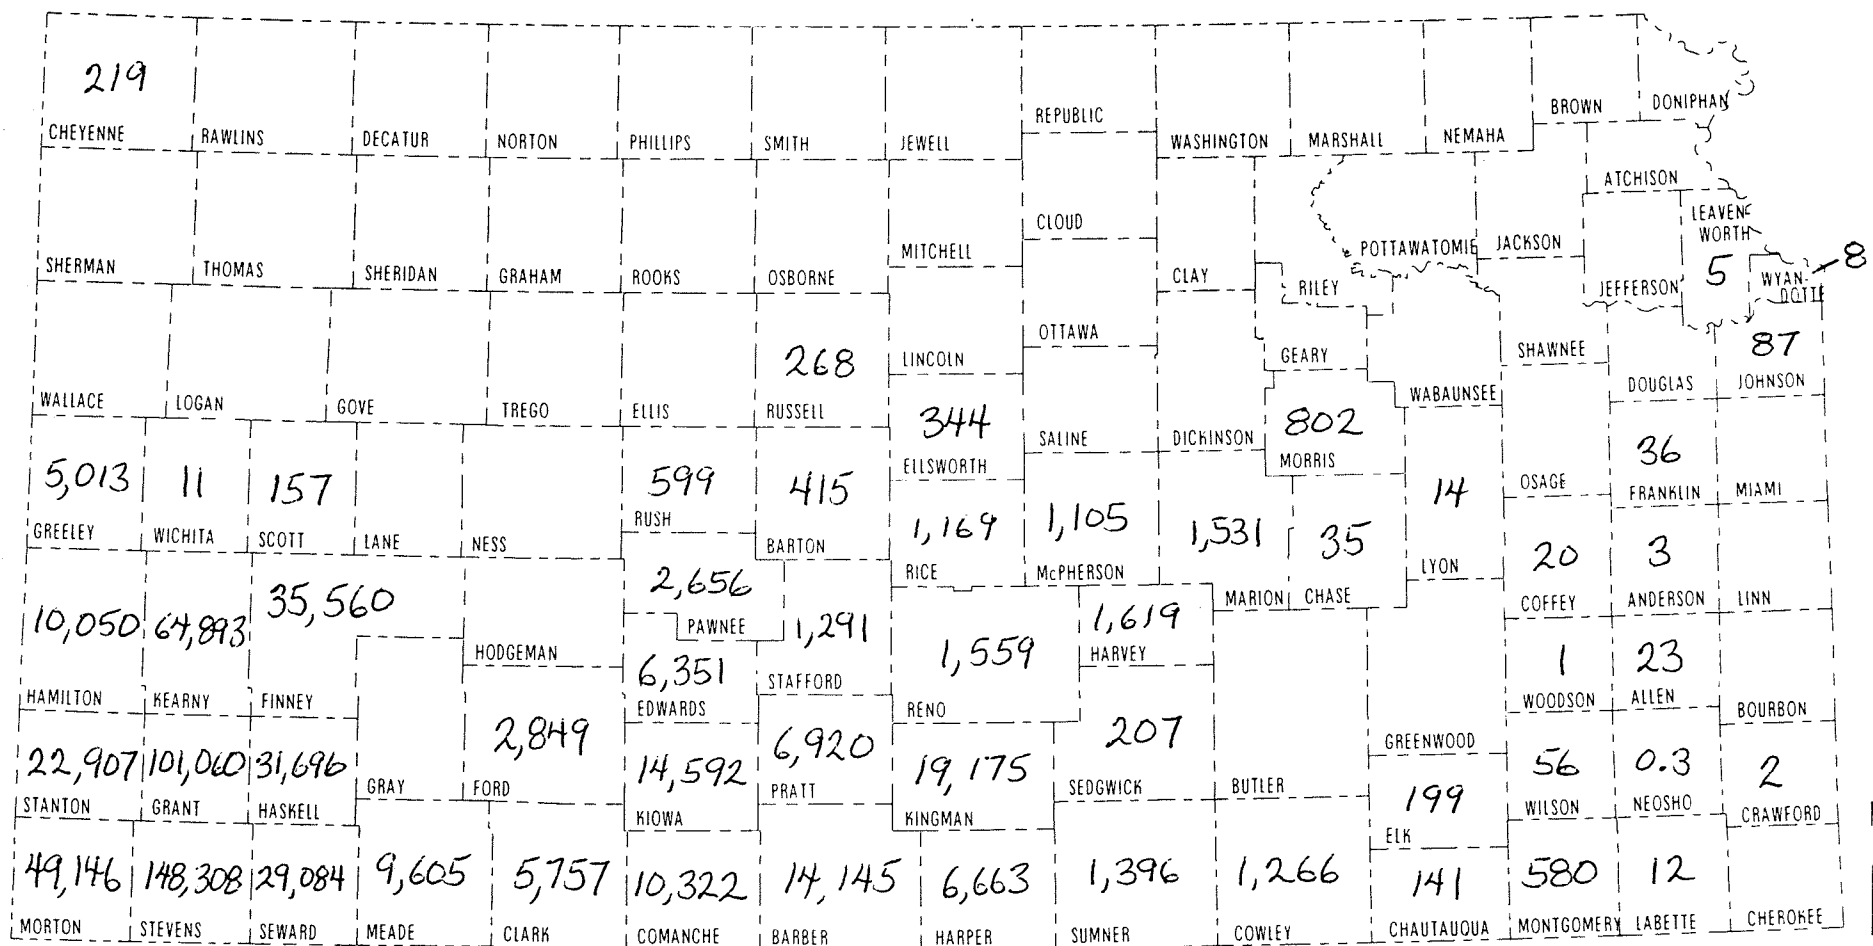 219
CHEYENNE RAWLINS DECATUR NORTON PHILLIPS SMITH JEWELL REPUBLIC WASHINGTON MARSHALL NEMAHA BROWN DONIPHAN
ATCHISON
LEAVEN-
WORTH
5
SHERMAN THOMAS SHERIDAN GRAHAM ROOKS OSBORNE MITCHELL CLOUD CLAY RILEY POTTAWATOMIE JACKSON JEFFERSON WYAN-
DOTTE
8
268 87
WALLACE LOGAN GOVE TREGO ELLIS RUSSELL LINCOLN OTTAWA GEARY WABAUNSEE SHAWNEE DOUGLAS JOHNSON
344 802 36
ELLSWORTH SALINE DICKINSON MORRIS OSAGE FRANKLIN MIAMI
5,013 11 157 599 415 14
GREELEY WICHITA SCOTT LANE NESS RUSH BARTON LYON
1,169 1,105 1,531 35 20 3
RICE McPHERSON MARION CHASE COFFEY ANDERSON LINN
10,050 64,893 35,560 2,656 1,291
HAMILTON KEARNY FINNEY HODGEMAN PAWNEE STAFFORD
6,351 1,559 1,619 1 23
EDWARDS RENO HARVEY WOODSON ALLEN BOURBON
22,907 101,060 31,696 2,849 14,592 6,920 19,175 207 199 56 0.3 2
STANTON GRANT HASKELL GRAY FORD KIOWA PRATT KINGMAN SEDGWICK BUTLER GREENWOOD ELK WILSON NEOSHO CRAWFORD
49,146 148,308 29,084 9,605 5,757 10,322 14,145 6,663 1,396 1,266 141 580 12
MORTON STEVENS SEWARD MEADE CLARK COMANCHE BARBER HARPER SUMNER COWLEY CHAUTAUQUA MONTGOMERY LABETTE CHEROKEE